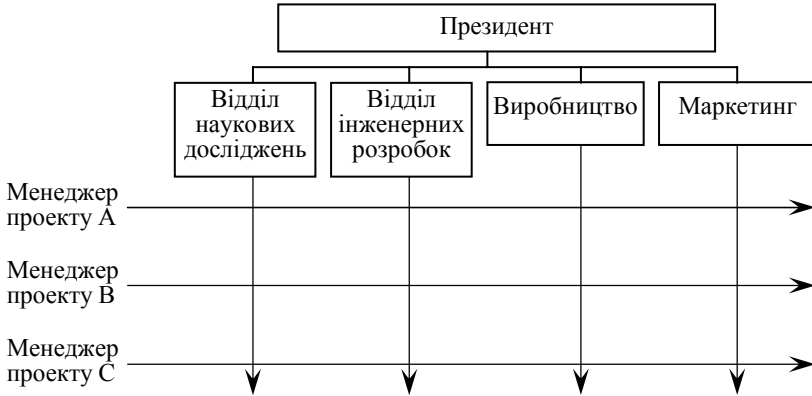 Президент
Відділ
наукових
досліджень
Відділ
інженерних
розробок
Виробництво
Маркетинг
Менеджер
проекту А
Менеджер
проекту В
Менеджер
проекту С